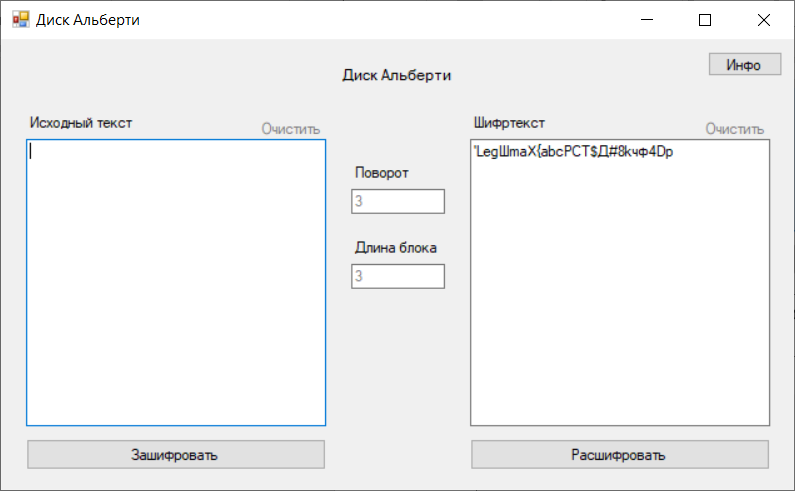 Диск Альберти
Инфо
Диск Альберти
Исходный текст
Очистить
Шифртекст
Очистить
'LegШmaX{abcPCT$Д#8kчф4Dp
Поворот
3
Длина блока
3
Зашифровать
Расшифровать